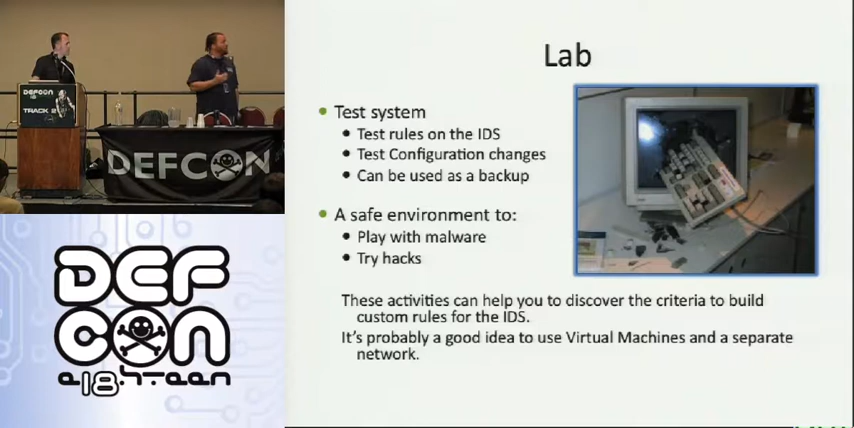 DEFCON
TRACK 2
DEFCON
DEF
CON
e18hteen
Lab
Test system
Test rules on the IDS
Test Configuration changes
Can be used as a backup
A safe environment to:
Play with malware
Try hacks
These activities can help you to discover the criteria to build
custom rules for the IDS.
It's probably a good idea to use Virtual Machines and a separate
network.